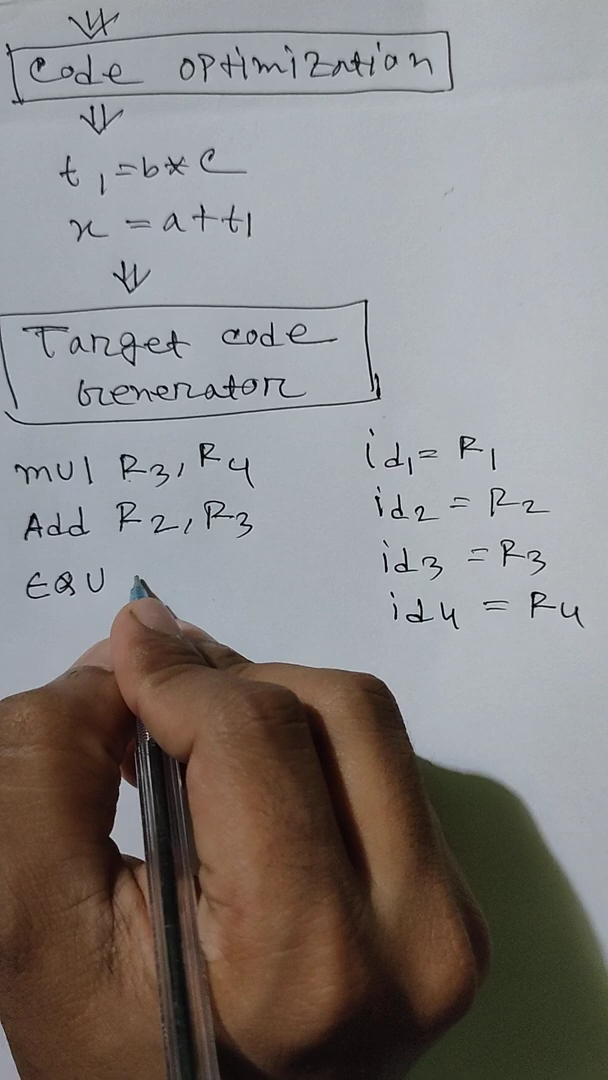 Code optimization
t1 = b * c
x = a + t1
Target code
Generator
mul R3, R4
Add R2, R3
EQU
id1 = R1
id2 = R2
id3 = R3
id4 = R4